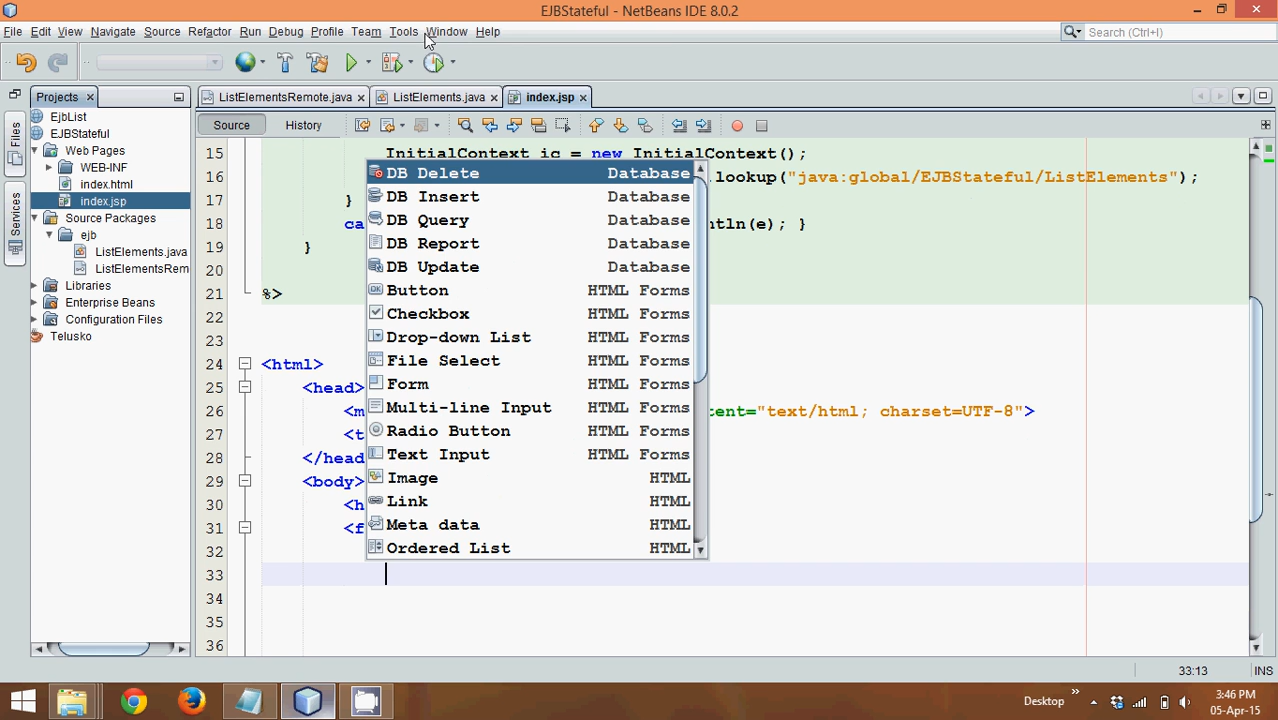 EJBStateful - NetBeans IDE 8.0.2
File Edit View Navigate Source Refactor Run Debug Profile Team Tools Window Help
Search (Ctrl+I)
Projects
ListElementsRemote.java
ListElements.java
index.jsp
Files
Services
EjbList
EJBStateful
Web Pages
WEB-INF
index.html
index.jsp
Source Packages
ejb
ListElements.java
ListElementsRem
Libraries
Enterprise Beans
Configuration Files
Telusko
Source History
15 InitialContext ic = new InitialContext();
16 .lookup("java:global/EJBStateful/ListElements");
17 }
18 ca ntln(e); }
19 }
20
21 %>
22
23
24 <html>
25 <head>
26 <m tent="text/html; charset=UTF-8">
27 <t
28 </head
29 <body>
30 <h
31 <f
32
33
34
35
36
DB Delete Database
DB Insert Database
DB Query Database
DB Report Database
DB Update Database
Button HTML Forms
Checkbox HTML Forms
Drop-down List HTML Forms
File Select HTML Forms
Form HTML Forms
Multi-line Input HTML Forms
Radio Button HTML Forms
Text Input HTML Forms
Image HTML
Link HTML
Meta data HTML
Ordered List HTML
33:13 INS
Desktop
3:46 PM
05-Apr-15